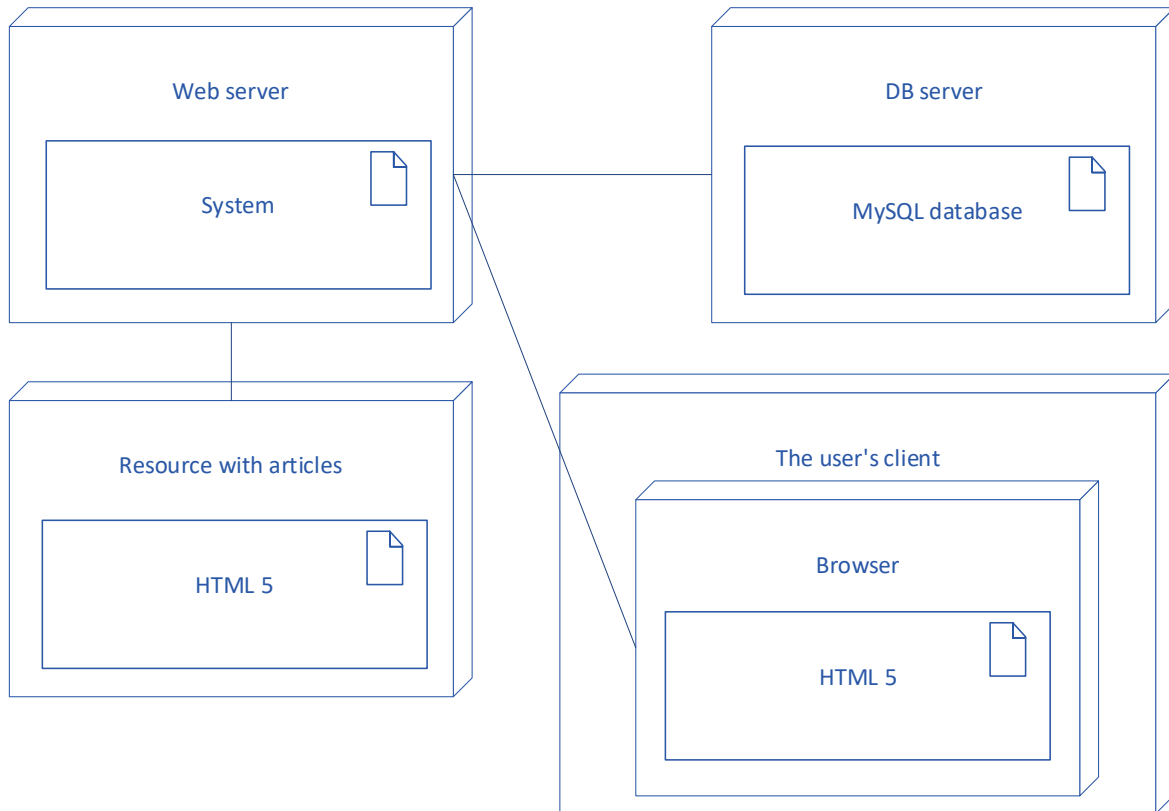 Web server
System
DB server
MySQL database
Resource with articles
HTML 5
The user's client
Browser
HTML 5